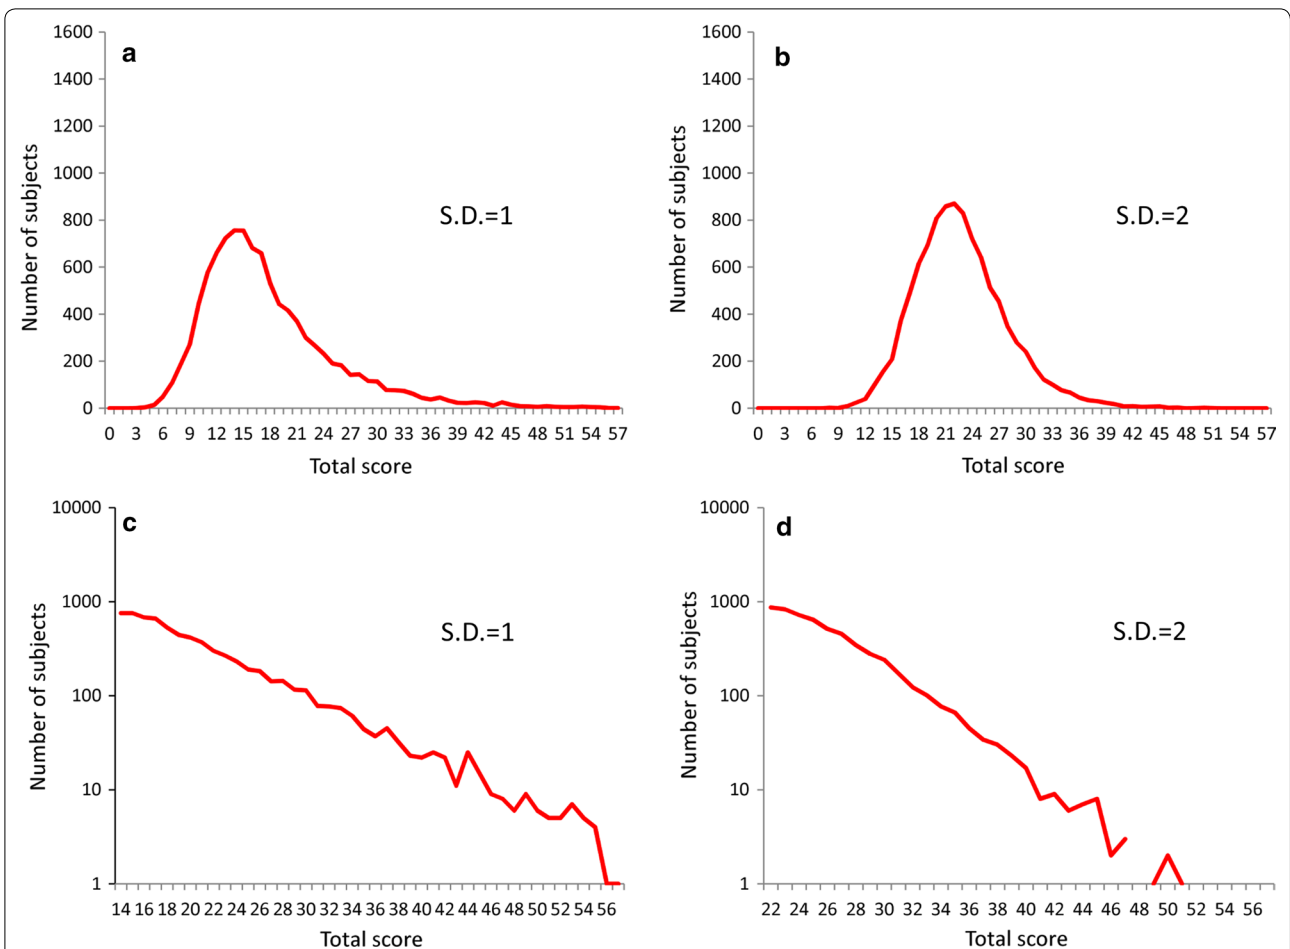 a
1600
1400
1200
1000
800
600
400
200
0
Number of subjects
S.D.=1
0 3 6 9 12 15 18 21 24 27 30 33 36 39 42 45 48 51 54 57
Total score
b
1600
1400
1200
1000
800
600
400
200
0
Number of subjects
S.D.=2
0 3 6 9 12 15 18 21 24 27 30 33 36 39 42 45 48 51 54 57
Total score
c
10000
1000
100
10
1
Number of subjects
S.D.=1
14 16 18 20 22 24 26 28 30 32 34 36 38 40 42 44 46 48 50 52 54 56
Total score
d
10000
1000
100
10
1
Number of subjects
S.D.=2
22 24 26 28 30 32 34 36 38 40 42 44 46 48 50 52 54 56
Total score